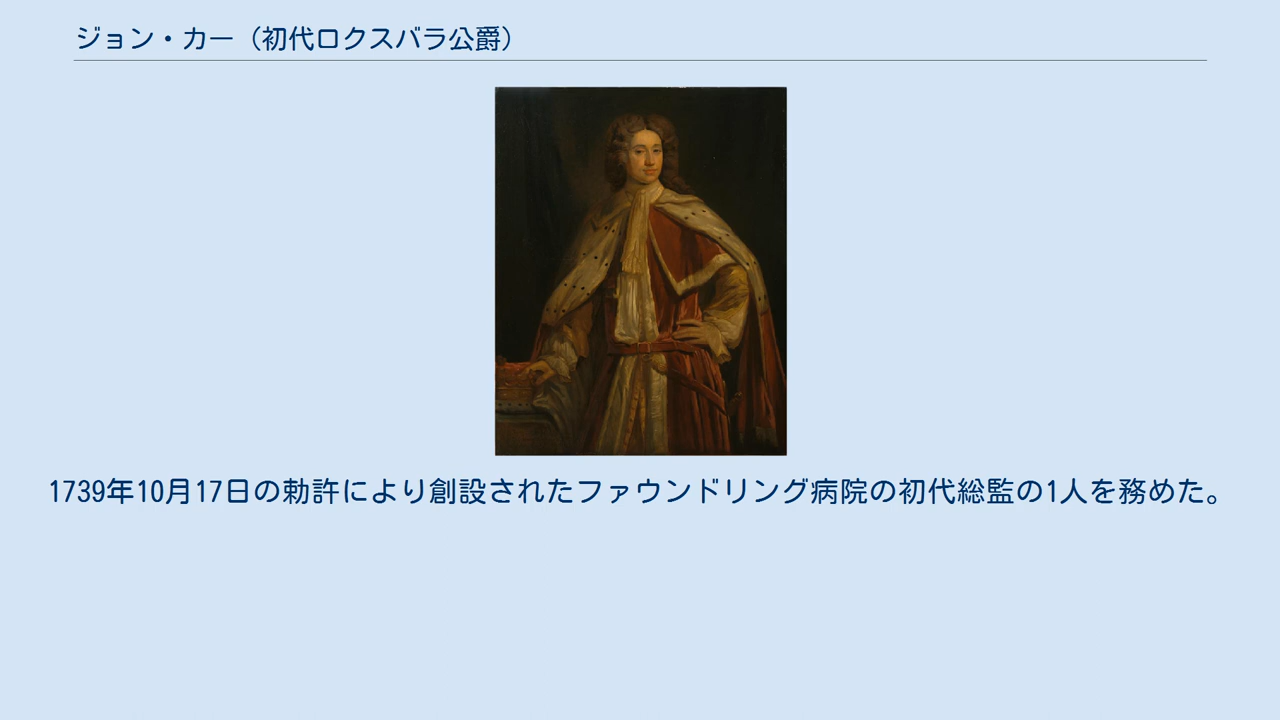 ジョン・カー（初代ロクスバラ公爵）
1739年10月17日の勅許により創設されたファウンドリング病院の初代総監の1人を務めた。